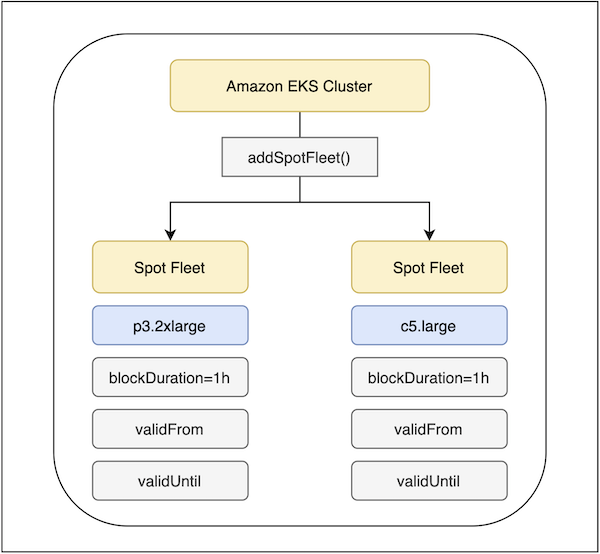 Amazon EKS Cluster
addSpotFleet()
Spot Fleet
p3.2xlarge
blockDuration=1h
validFrom
validUntil
Spot Fleet
c5.large
blockDuration=1h
validFrom
validUntil